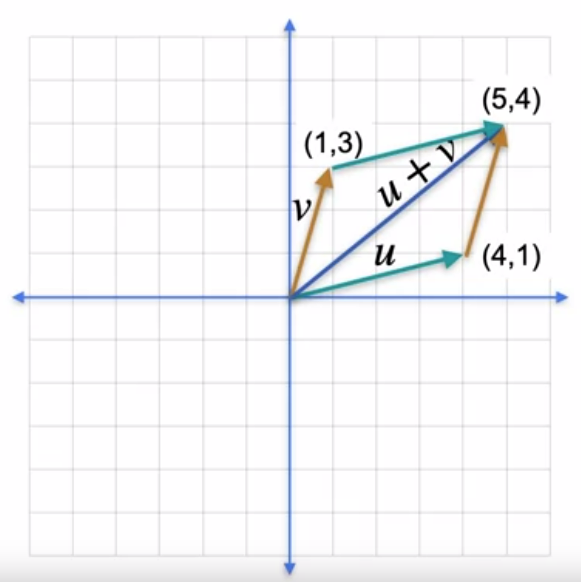 (5,4)
(1,3)
u + v
v
u
(4,1)